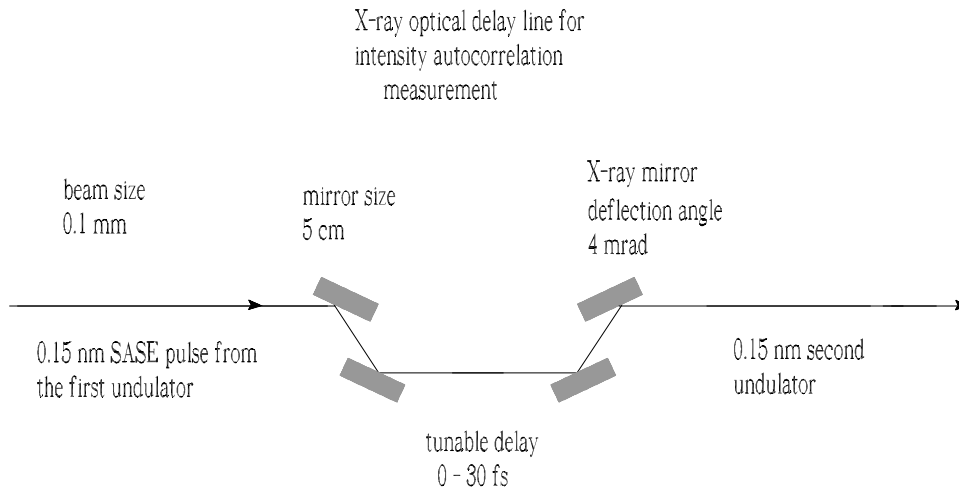 X-ray optical delay line for
intensity autocorrelation
measurement
beam size
0.1 mm
mirror size
5 cm
X-ray mirror
deflection angle
4 mrad
0.15 nm SASE pulse from
the first undulator
0.15 nm second
undulator
tunable delay
0 - 30 fs